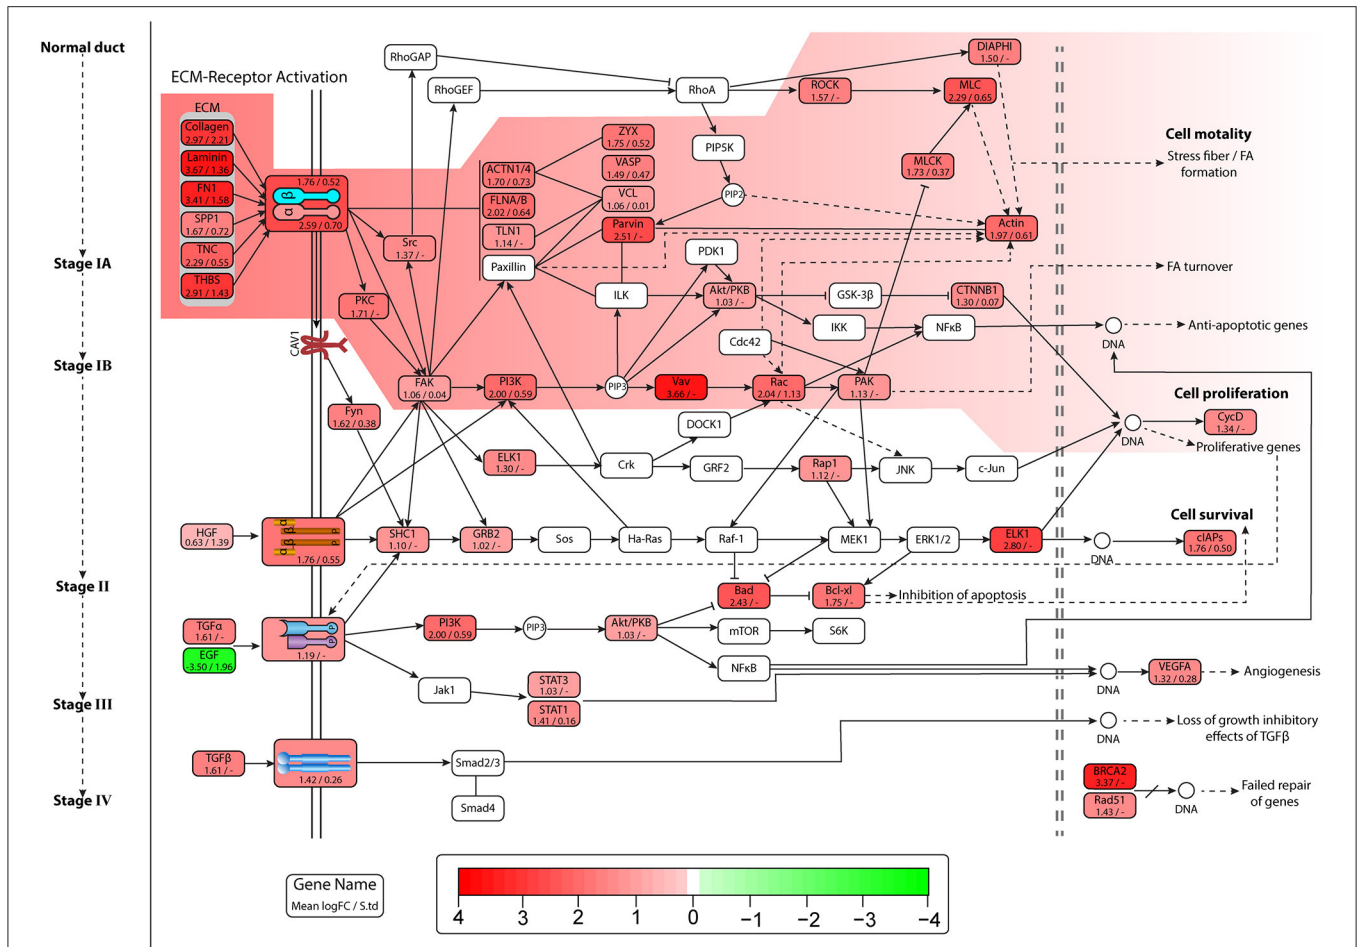 Normal duct
Stage IA
Stage IB
Stage II
Stage III
Stage IV
ECM-Receptor Activation
ECM
Collagen
2.97 / 2.21
Laminin
3.67 / 1.36
FN1
3.41 / 1.58
SPP1
1.67 / 0.72
TNC
2.29 / 0.55
THBS
2.91 / 1.43
1.76 / 0.52
β
α
2.59 / 0.70
RhoGAP
RhoGEF
RhoA
DIAPHI
1.50 / -
ROCK
1.57 / -
MLC
2.29 / 0.65
PIP5K
MLCK
1.73 / 0.37
PIP2
ZYX
1.75 / 0.52
VASP
1.49 / 0.47
VCL
1.06 / 0.01
Parvin
2.51 / -
ACTN1/4
1.70 / 0.73
FLNA/B
2.02 / 0.64
TLN1
1.14 / -
Paxillin
Src
1.37 / -
PKC
1.71 / -
Actin
1.97 / 0.61
Cell motality
Stress fiber / FA
formation
FA turnover
PDK1
ILK
Akt/PKB
1.03 / -
GSK-3β
CTNNB1
1.30 / 0.07
IKK
NFκB
DNA
Anti-apoptotic genes
CAV1
Cdc42
FAK
1.06 / 0.04
PI3K
2.00 / 0.59
PIP3
Vav
3.66 / -
Rac
2.04 / 1.13
PAK
1.13 / -
Cell proliferation
CycD
1.34 / -
DNA
Proliferative genes
Fyn
1.62 / 0.38
DOCK1
ELK1
1.30 / -
Crk
GRF2
Rap1
1.12 / -
JNK
c-Jun
HGF
0.63 / 1.39
α
β
P
β
P
α
1.76 / 0.55
SHC1
1.10 / -
GRB2
1.02 / -
Sos
Ha-Ras
Raf-1
MEK1
ERK1/2
ELK1
2.80 / -
DNA
Cell survival
cIAPs
1.76 / 0.50
Bad
2.43 / -
Bcl-xl
1.75 / -
Inhibition of apoptosis
TGFα
1.61 / -
EGF
-3.50 / 1.96
P
P
1.19 / -
PI3K
2.00 / 0.59
PIP3
Akt/PKB
1.03 / -
mTOR
S6K
NFκB
Jak1
STAT3
1.03 / -
STAT1
1.41 / 0.16
DNA
VEGFA
1.32 / 0.28
Angiogenesis
DNA
Loss of growth inhibitory
effects of TGFβ
TGFβ
1.61 / -
1.42 / 0.26
Smad2/3
Smad4
BRCA2
3.37 / -
Rad51
1.43 / -
DNA
Failed repair
of genes
Gene Name
Mean logFC / S.td
4 3 2 1 0 −1 −2 −3 −4